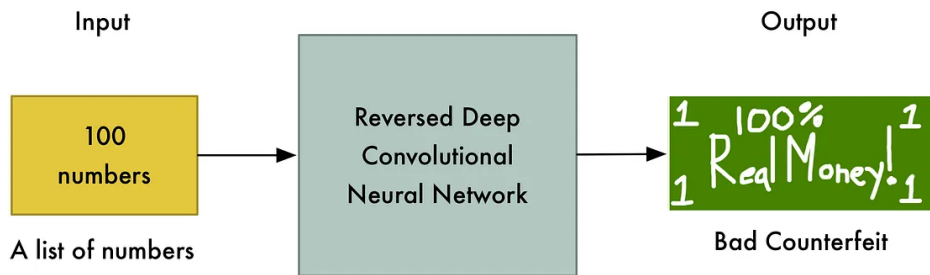 Input
Output
100
numbers
A list of numbers
Reversed Deep
Convolutional
Neural Network
1 100% 1
Real Money!
1 1
Bad Counterfeit